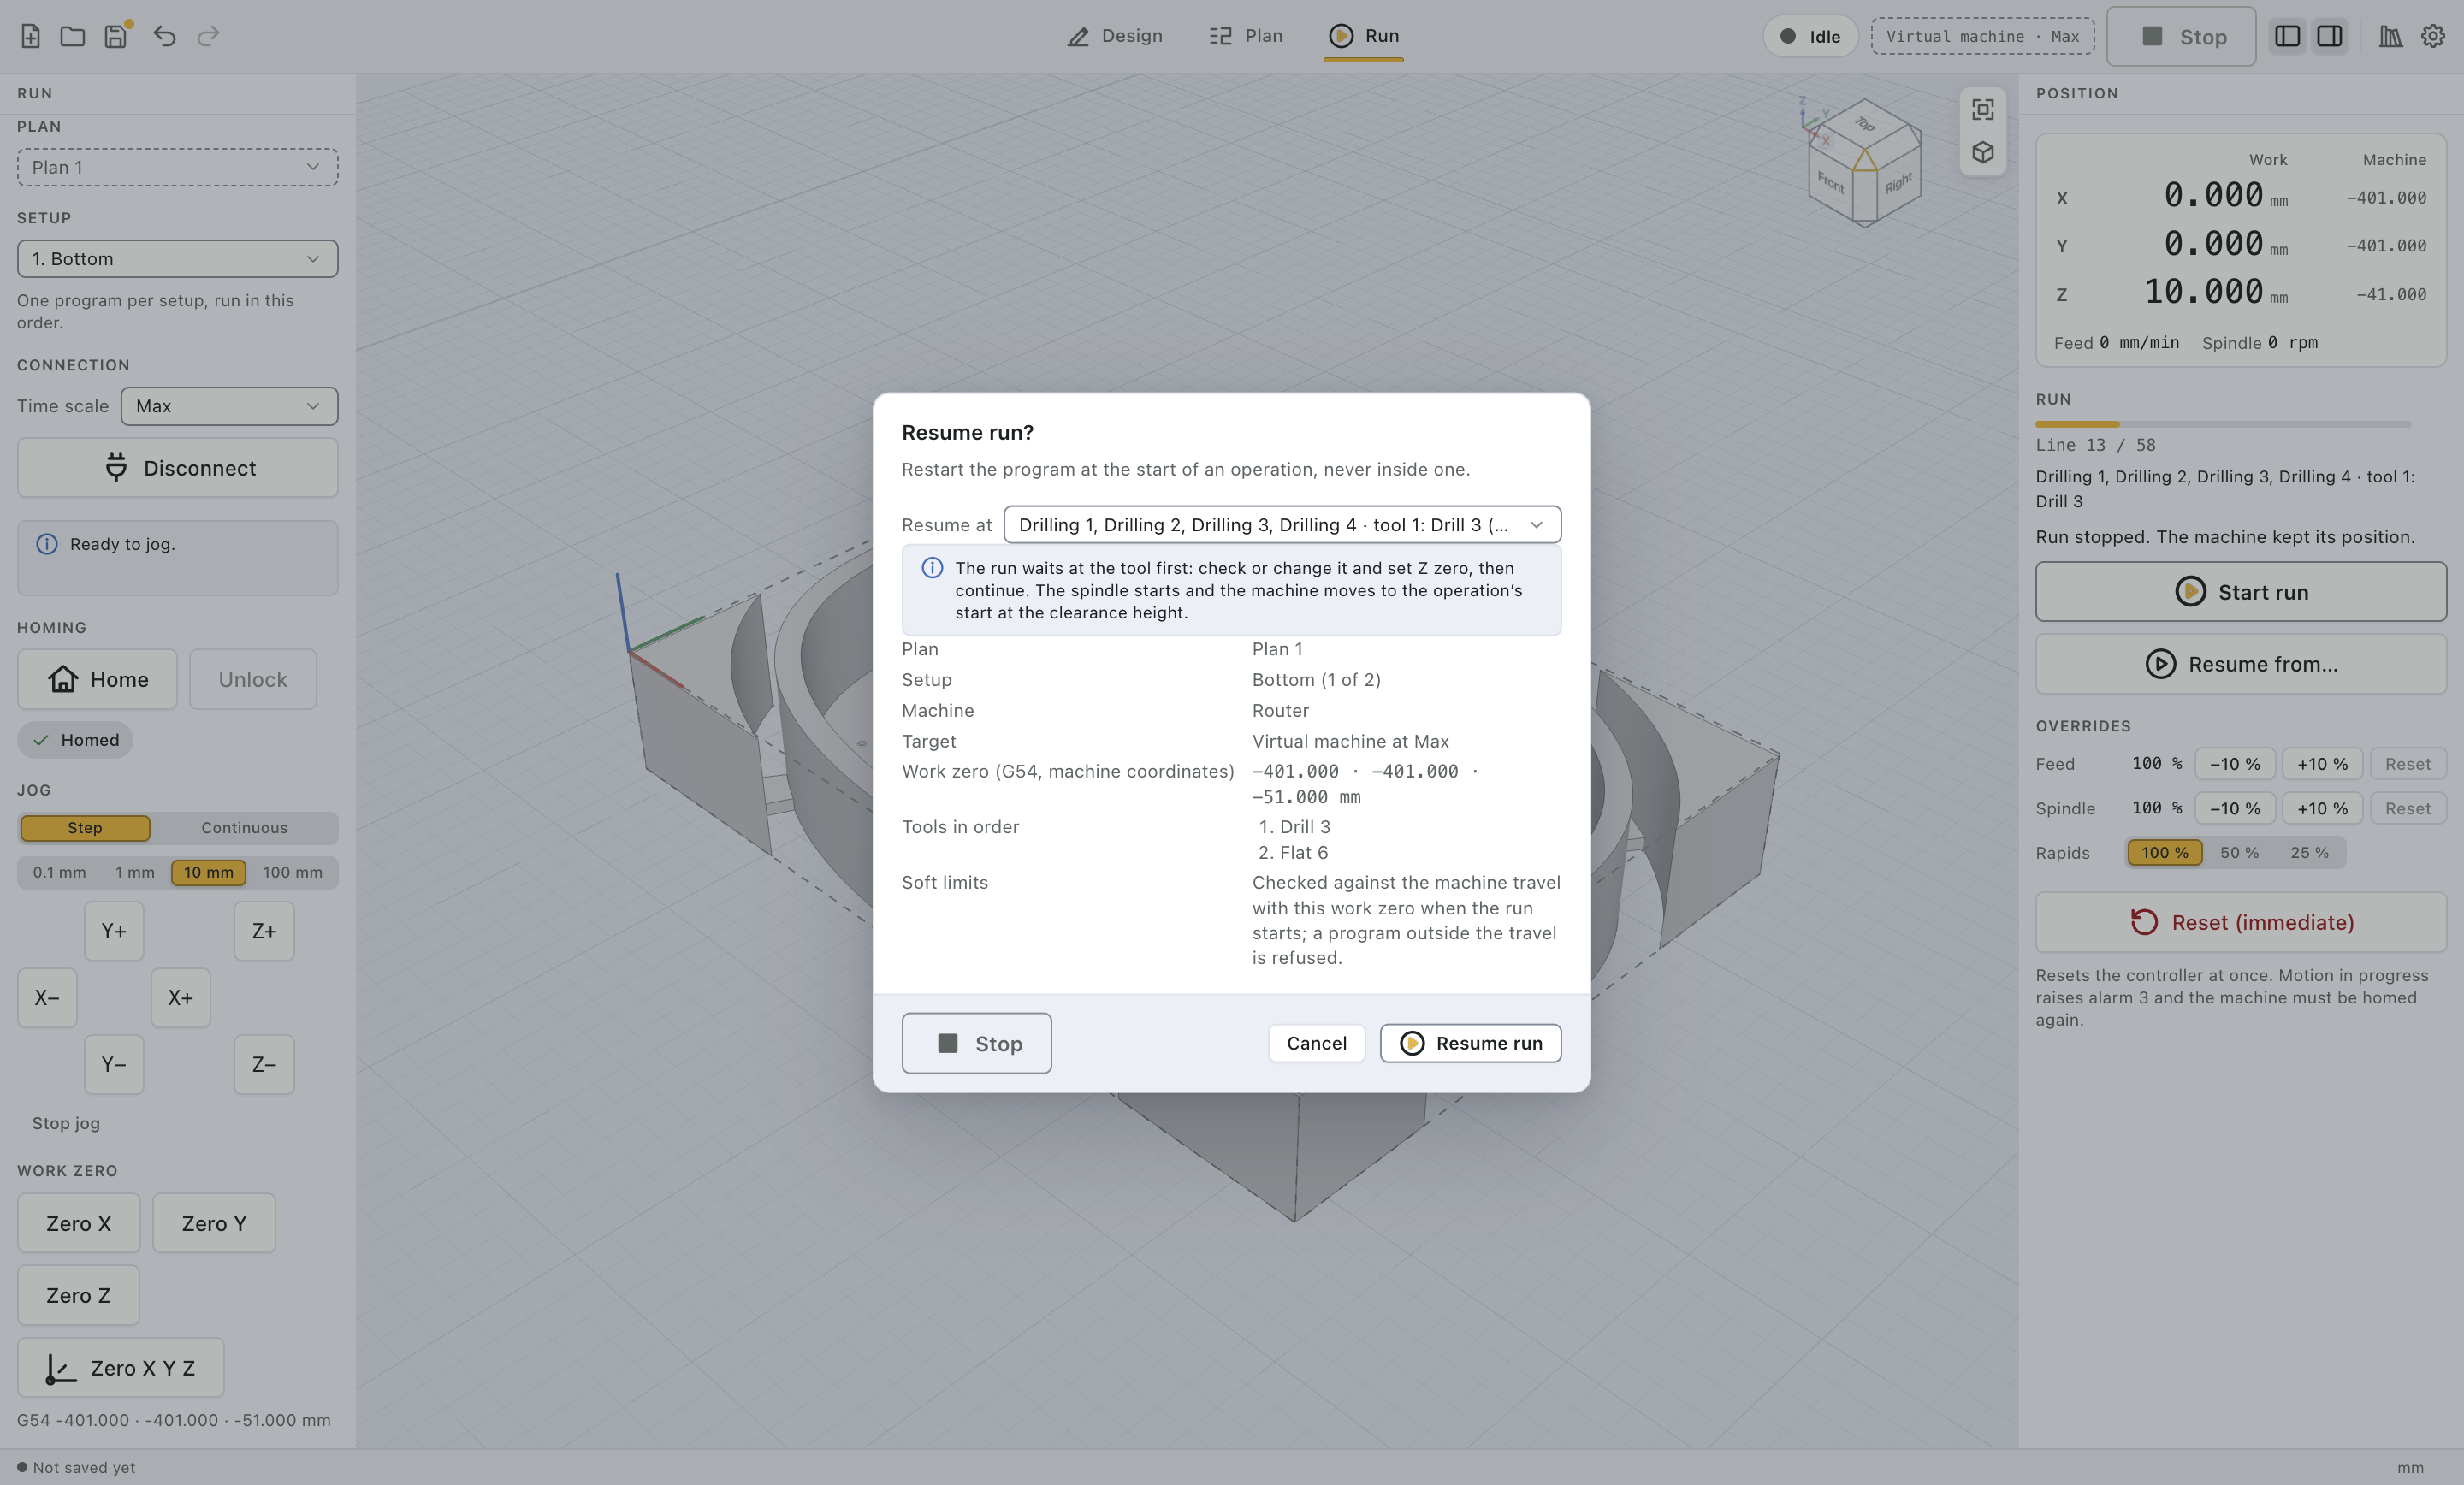 Design
Plan
Run
Idle
Virtual machine · Max
Stop
RUN
PLAN
Plan 1
SETUP
1. Bottom
One program per setup, run in this
order.
CONNECTION
Time scale
Max
Disconnect
Ready to jog.
HOMING
Home
Unlock
Homed
JOG
Step
Continuous
0.1 mm
1 mm
10 mm
100 mm
Y+
Z+
X−
X+
Y−
Z−
Stop jog
WORK ZERO
Zero X
Zero Y
Zero Z
Zero X Y Z
G54 -401.000 · -401.000 · -51.000 mm
Not saved yet
Z
Y
X
Top
Front
Right
Resume run?
Restart the program at the start of an operation, never inside one.
Resume at
Drilling 1, Drilling 2, Drilling 3, Drilling 4 · tool 1: Drill 3 (...
The run waits at the tool first: check or change it and set Z zero, then
continue. The spindle starts and the machine moves to the operation’s
start at the clearance height.
Plan
Plan 1
Setup
Bottom (1 of 2)
Machine
Router
Target
Virtual machine at Max
Work zero (G54, machine coordinates)
−401.000 · −401.000 ·
−51.000 mm
Tools in order
1. Drill 3
2. Flat 6
Soft limits
Checked against the machine travel
with this work zero when the run
starts; a program outside the travel
is refused.
Stop
Cancel
Resume run
POSITION
Work
Machine
X
0.000 mm
−401.000
Y
0.000 mm
−401.000
Z
10.000 mm
−41.000
Feed 0 mm/min
Spindle 0 rpm
RUN
Line 13 / 58
Drilling 1, Drilling 2, Drilling 3, Drilling 4 · tool 1:
Drill 3
Run stopped. The machine kept its position.
Start run
Resume from...
OVERRIDES
Feed
100 %
−10 %
+10 %
Reset
Spindle
100 %
−10 %
+10 %
Reset
Rapids
100 %
50 %
25 %
Reset (immediate)
Resets the controller at once. Motion in progress
raises alarm 3 and the machine must be homed
again.
mm